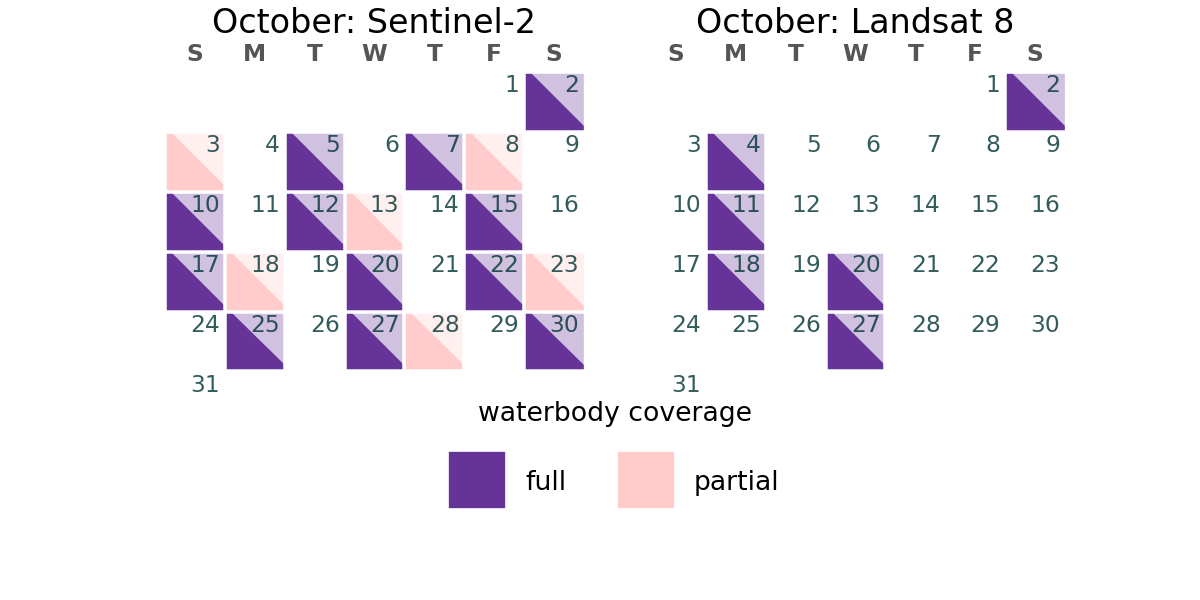 October: Sentinel-2
S M T W T F S
1 2
3 4 5 6 7 8 9
10 11 12 13 14 15 16
17 18 19 20 21 22 23
24 25 26 27 28 29 30
31
October: Landsat 8
S M T W T F S
1 2
3 4 5 6 7 8 9
10 11 12 13 14 15 16
17 18 19 20 21 22 23
24 25 26 27 28 29 30
31
waterbody coverage
full
partial